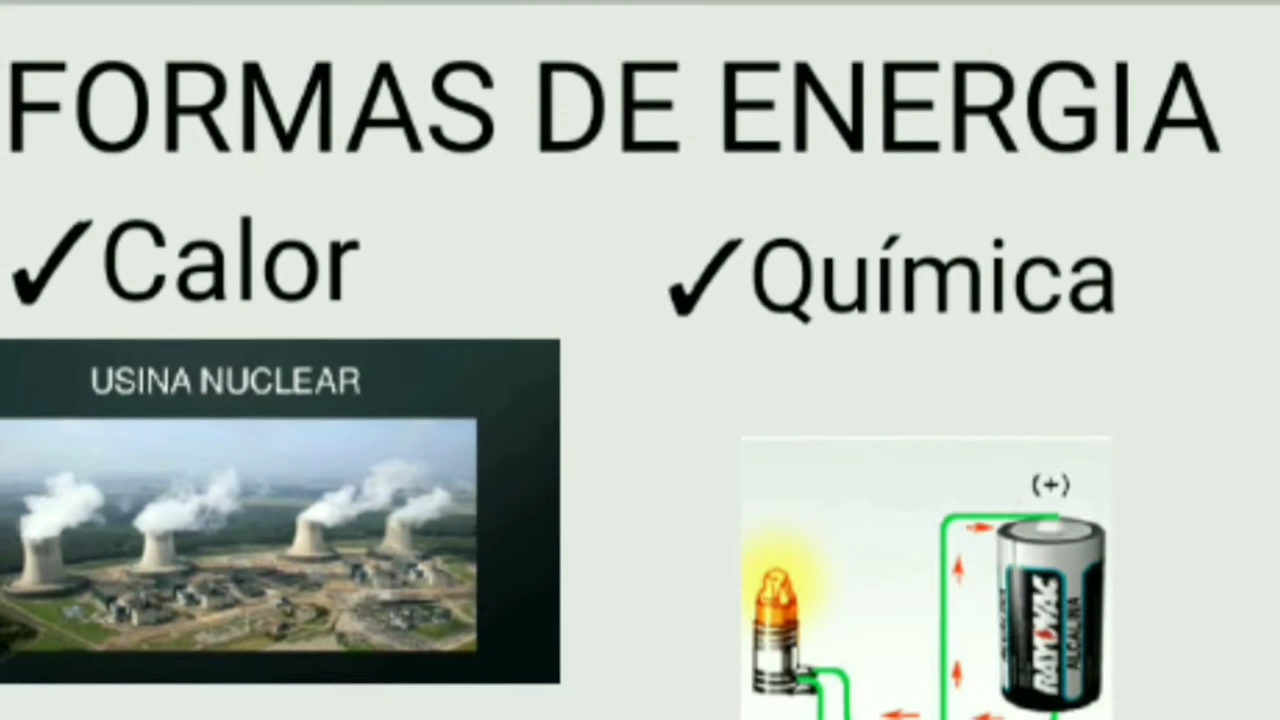 FORMAS DE ENERGIA
✓Calor
✓Química
USINA NUCLEAR
(+)
RAYOVAC
ALCALINA